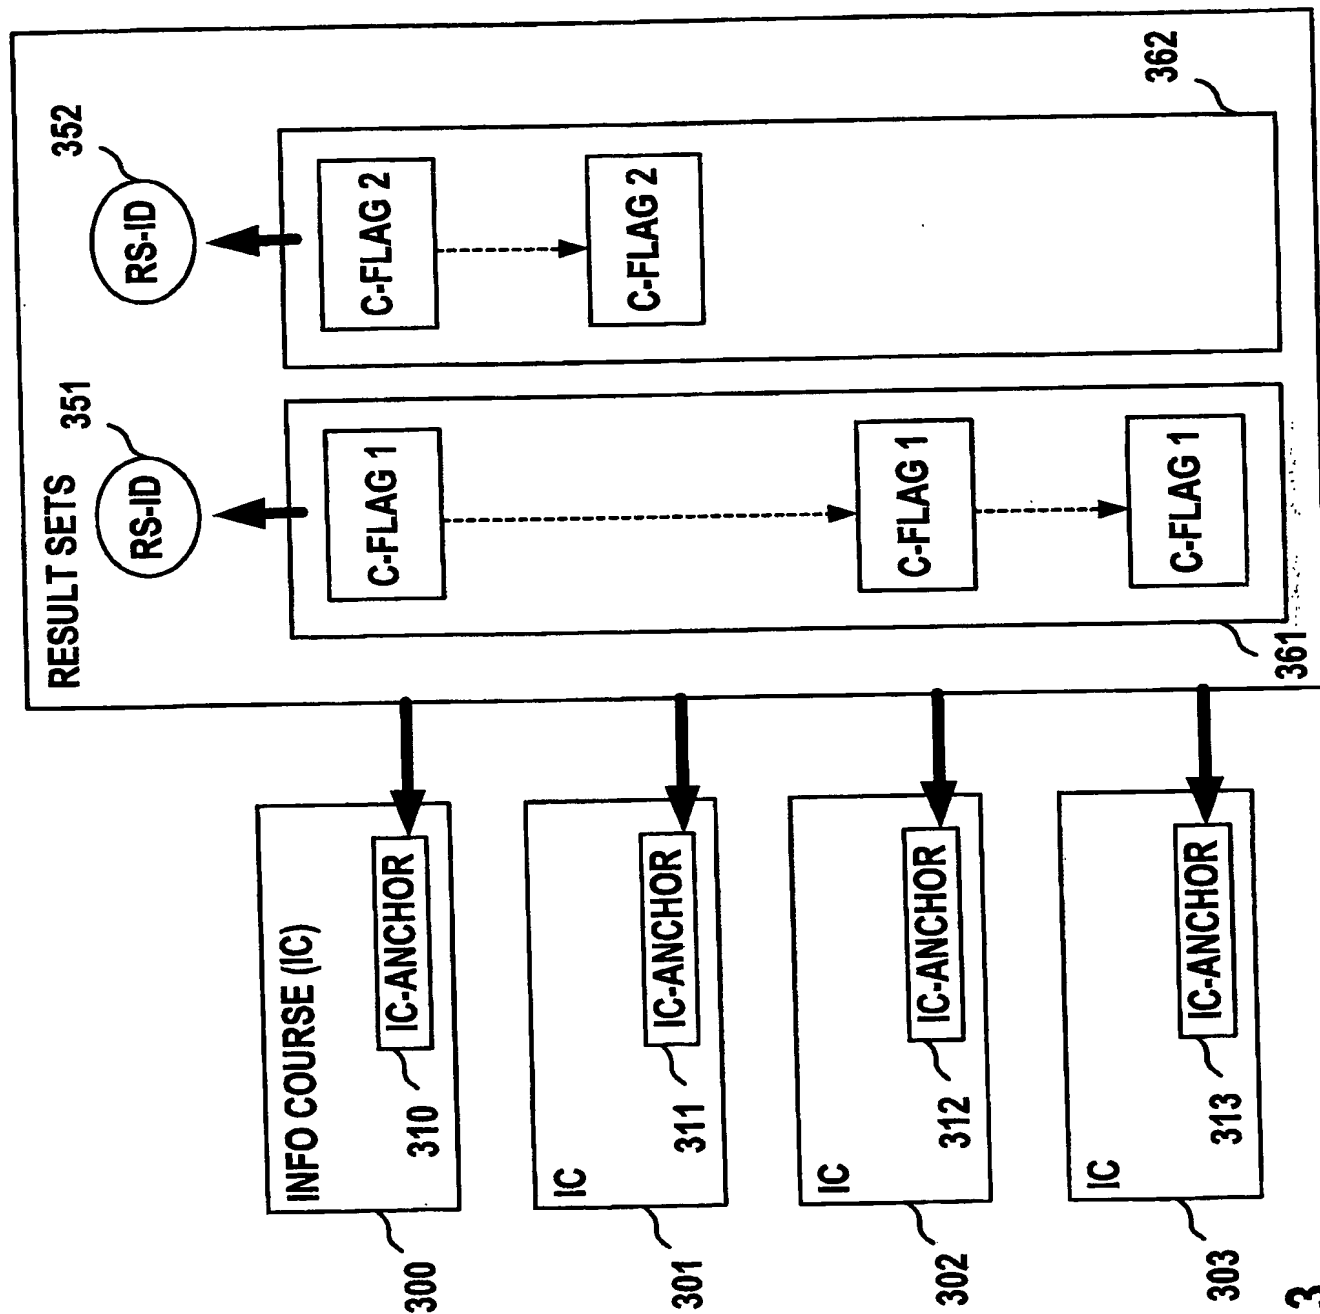 RESULT SETS
351
352
RS-ID
RS-ID
INFO COURSE (IC)
300
310
IC-ANCHOR
C-FLAG 1
C-FLAG 2
IC
301
311
IC-ANCHOR
C-FLAG 2
IC
302
312
IC-ANCHOR
C-FLAG 1
IC
303
313
IC-ANCHOR
C-FLAG 1
361
362
3